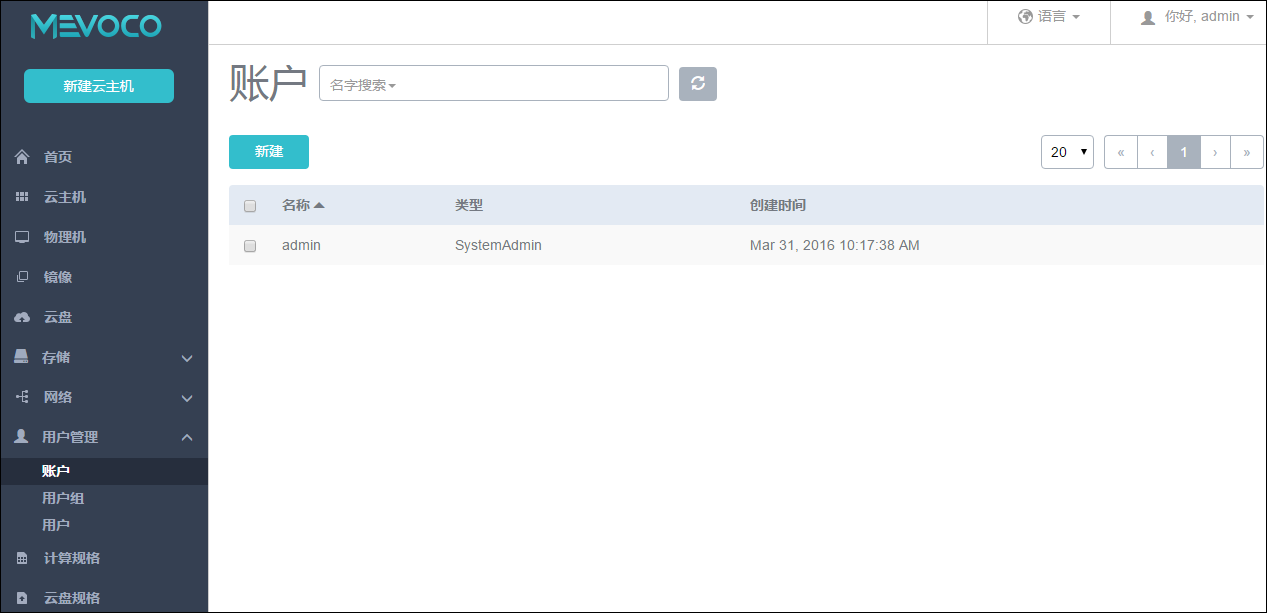 MEVOCO
语言
你好, admin
新建云主机
首页
云主机
物理机
镜像
云盘
存储
网络
用户管理
账户
用户组
用户
计算规格
云盘规格
账户
名字搜索
新建
20
« ‹ 1 › »
名称 类型 创建时间
admin SystemAdmin Mar 31, 2016 10:17:38 AM